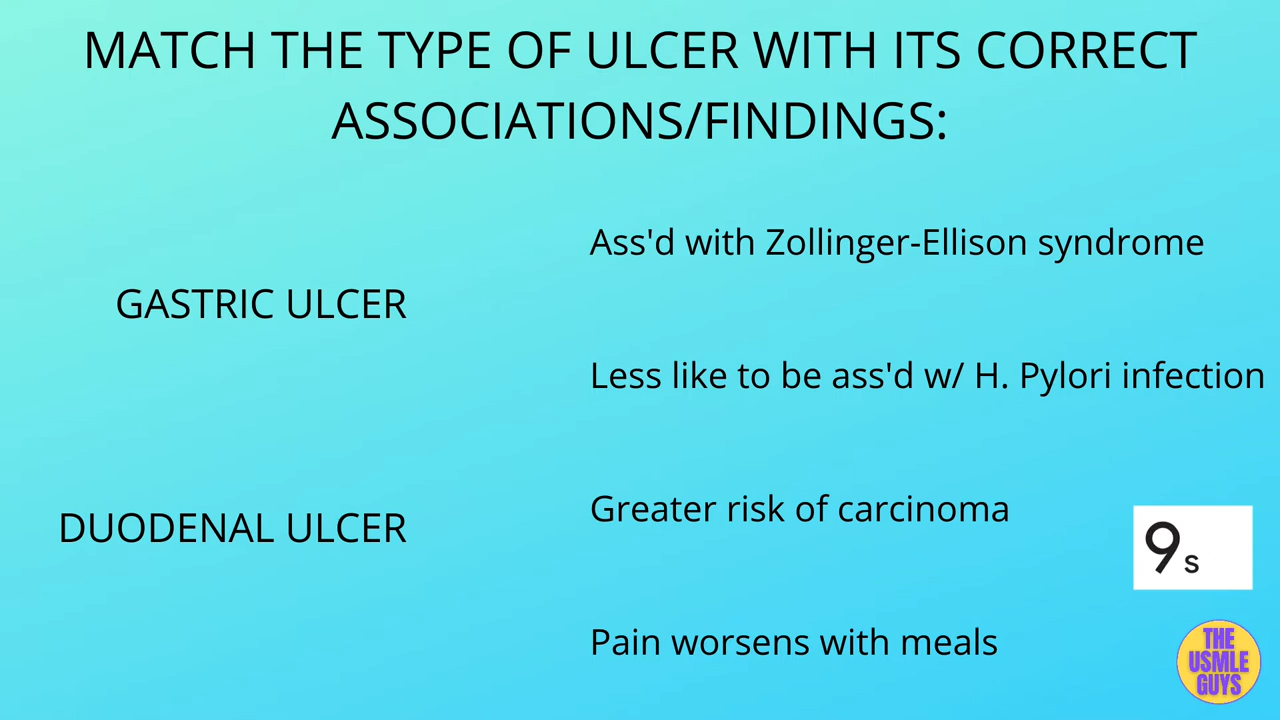 MATCH THE TYPE OF ULCER WITH ITS CORRECT
ASSOCIATIONS/FINDINGS:
Ass'd with Zollinger-Ellison syndrome
GASTRIC ULCER
Less like to be ass'd w/ H. Pylori infection
Greater risk of carcinoma
DUODENAL ULCER
9s
Pain worsens with meals
THE
USMLE
GUYS